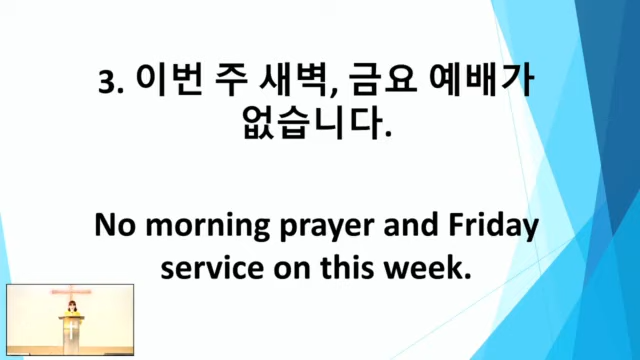 3. 이번 주 새벽, 금요 예배가
없습니다.
No morning prayer and Friday
service on this week.